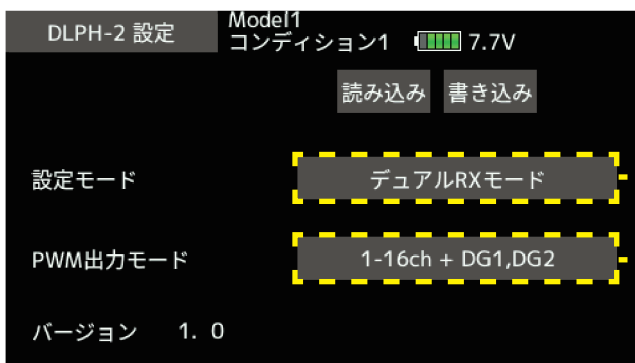 DLPH-2 設定
Model1
コンディション1 7.7V
読み込み 書き込み
設定モード デュアルRXモード
PWM出力モード 1-16ch + DG1,DG2
バージョン 1. 0